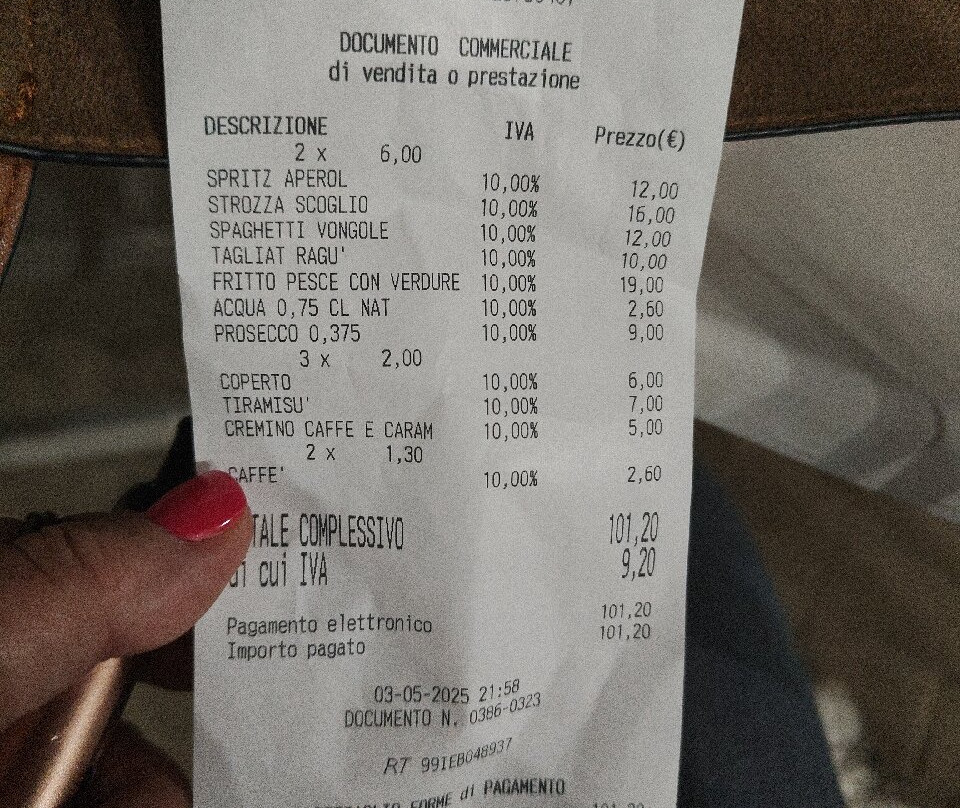 DOCUMENTO COMMERCIALE
di vendita o prestazione
DESCRIZIONE IVA Prezzo(€)
2 x 6,00
SPRITZ APEROL 10,00% 12,00
STROZZA SCOGLIO 10,00% 16,00
SPAGHETTI VONGOLE 10,00% 12,00
TAGLIAT RAGU' 10,00% 10,00
FRITTO PESCE CON VERDURE 10,00% 19,00
ACQUA 0,75 CL NAT 10,00% 2,60
PROSECCO 0,375 10,00% 9,00
3 x 2,00
COPERTO 10,00% 6,00
TIRAMISU' 10,00% 7,00
CREMINO CAFFE E CARAM 10,00% 5,00
2 x 1,30
CAFFE' 10,00% 2,60
TALE COMPLESSIVO 101,20
di cui IVA 9,20
Pagamento elettronico 101,20
Importo pagato 101,20
03-05-2025 21:58
DOCUMENTO N. 0386-0323
RT 99IEB048937
FORME di PAGAMENTO